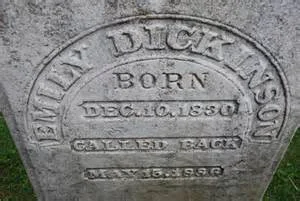 EMILY DICKINSON
BORN
DEC. 10. 1830
CALLED BACK
MAY 15. 1886